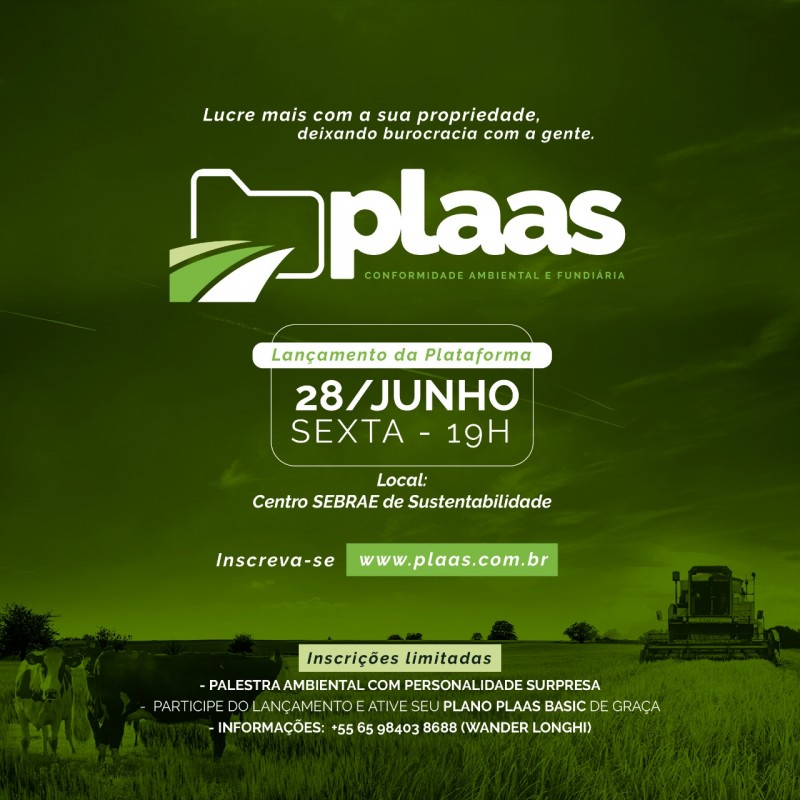 Lucre mais com a sua propriedade,
deixando burocracia com a gente.
plaas
CONFORMIDADE AMBIENTAL E FUNDIÁRIA
Lançamento da Plataforma
28/JUNHO
SEXTA - 19H
Local:
Centro SEBRAE de Sustentabilidade
Inscreva-se www.plaas.com.br
Inscrições limitadas
- PALESTRA AMBIENTAL COM PERSONALIDADE SURPRESA
- PARTICIPE DO LANÇAMENTO E ATIVE SEU PLANO PLAAS BASIC DE GRAÇA
- INFORMAÇÕES: +55 65 98403 8688 (WANDER LONGHI)